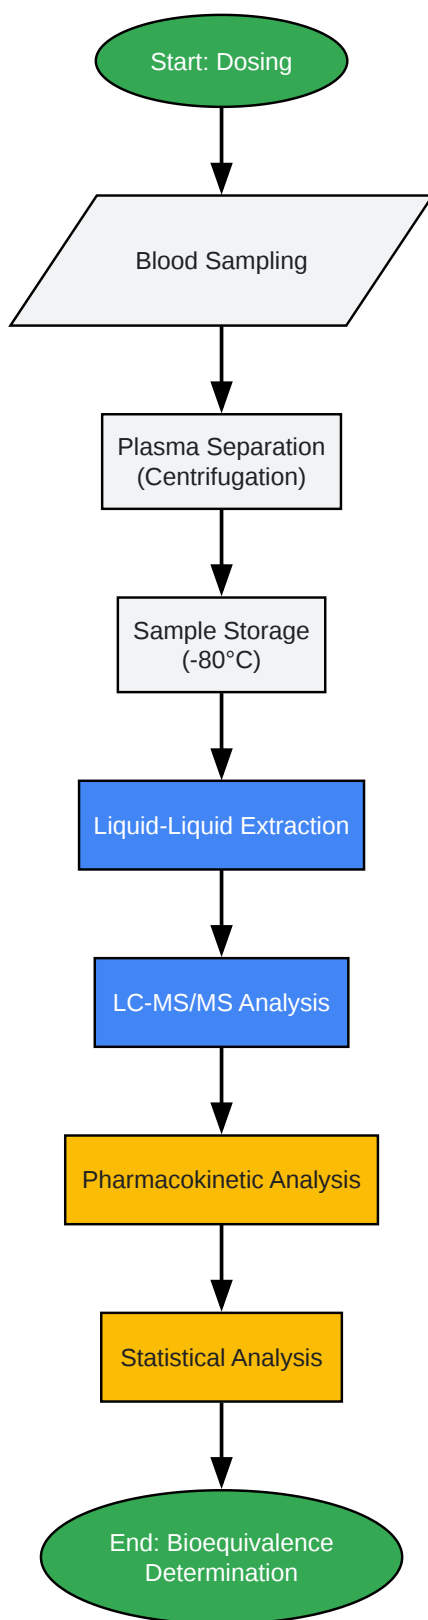 Start: Dosing
Blood Sampling
Plasma Separation
(Centrifugation)
Sample Storage
(-80°C)
Liquid-Liquid Extraction
LC-MS/MS Analysis
Pharmacokinetic Analysis
Statistical Analysis
End: Bioequivalence
Determination